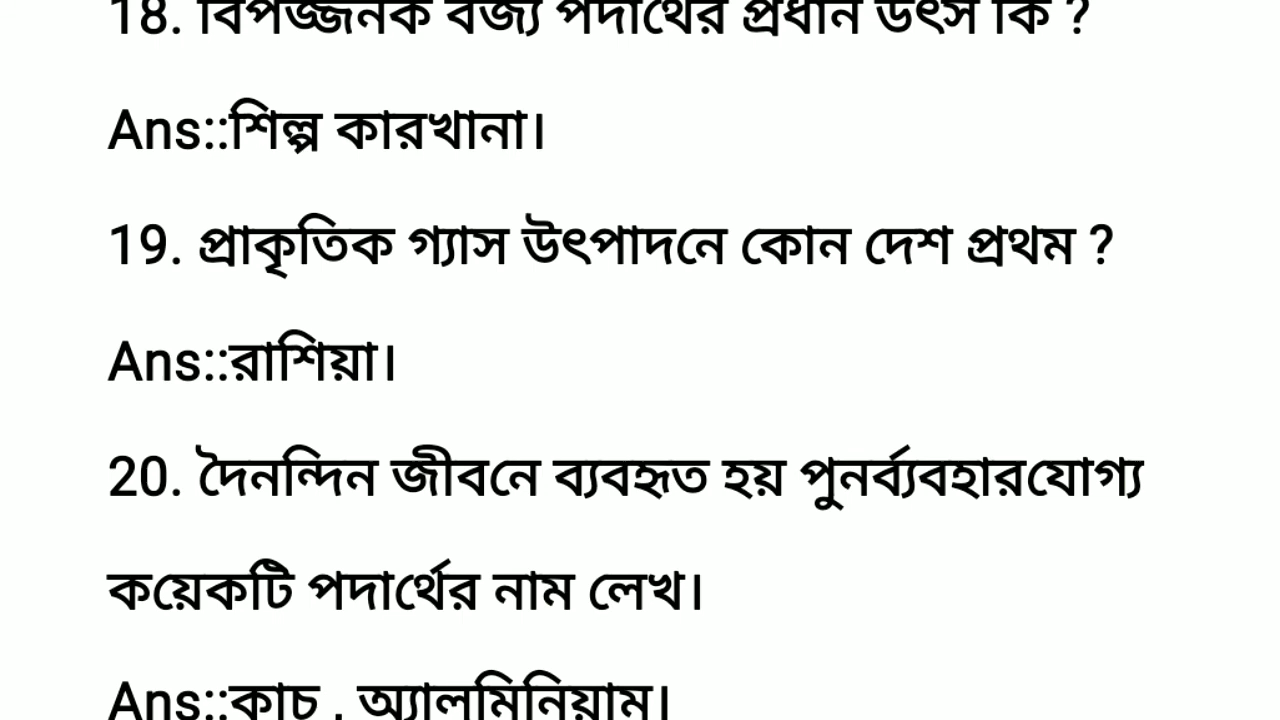 18. বিপজ্জনক বর্জ্য পদার্থের প্রধান উৎস কি ?
Ans::শিল্প কারখানা।
19. প্রাকৃতিক গ্যাস উৎপাদনে কোন দেশ প্রথম ?
Ans::রাশিয়া।
20. দৈনন্দিন জীবনে ব্যবহৃত হয় পুনর্ব্যবহারযোগ্য
কয়েকটি পদার্থের নাম লেখ।
Ans::কাচ , অ্যালমিনিয়াম।